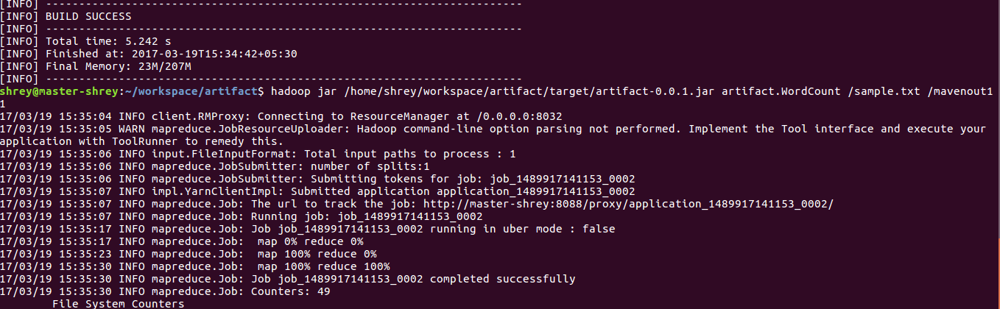 [INFO] ------------------------------------------------------------------------
[INFO] BUILD SUCCESS
[INFO] ------------------------------------------------------------------------
[INFO] Total time: 5.242 s
[INFO] Finished at: 2017-03-19T15:34:42+05:30
[INFO] Final Memory: 23M/207M
[INFO] ------------------------------------------------------------------------
shrey@master-shrey:~/workspace/artifact$ hadoop jar /home/shrey/workspace/artifact/target/artifact-0.0.1.jar artifact.WordCount /sample.txt /mavenout1
1
17/03/19 15:35:04 INFO client.RMProxy: Connecting to ResourceManager at /0.0.0.0:8032
17/03/19 15:35:05 WARN mapreduce.JobResourceUploader: Hadoop command-line option parsing not performed. Implement the Tool interface and execute your
application with ToolRunner to remedy this.
17/03/19 15:35:06 INFO input.FileInputFormat: Total input paths to process : 1
17/03/19 15:35:06 INFO mapreduce.JobSubmitter: number of splits:1
17/03/19 15:35:06 INFO mapreduce.JobSubmitter: Submitting tokens for job: job_1489917141153_0002
17/03/19 15:35:07 INFO impl.YarnClientImpl: Submitted application application_1489917141153_0002
17/03/19 15:35:07 INFO mapreduce.Job: The url to track the job: http://master-shrey:8088/proxy/application_1489917141153_0002/
17/03/19 15:35:07 INFO mapreduce.Job: Running job: job_1489917141153_0002
17/03/19 15:35:17 INFO mapreduce.Job: Job job_1489917141153_0002 running in uber mode : false
17/03/19 15:35:17 INFO mapreduce.Job:  map 0% reduce 0%
17/03/19 15:35:23 INFO mapreduce.Job:  map 100% reduce 0%
17/03/19 15:35:30 INFO mapreduce.Job:  map 100% reduce 100%
17/03/19 15:35:30 INFO mapreduce.Job: Job job_1489917141153_0002 completed successfully
17/03/19 15:35:30 INFO mapreduce.Job: Counters: 49
        File System Counters